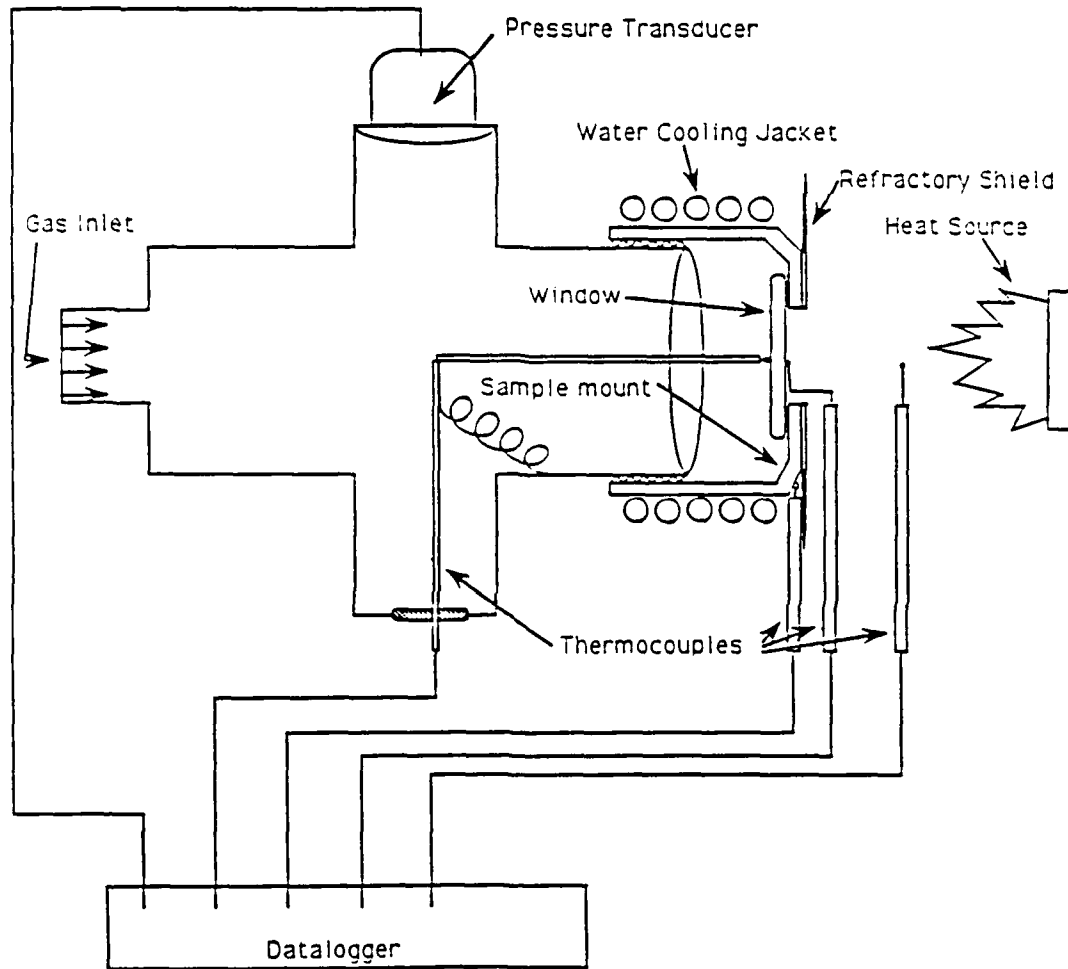 Pressure Transducer
Water Cooling Jacket
Refractory Shield
Gas Inlet
Heat Source
Window
Sample mount
Thermocouples
Datalogger